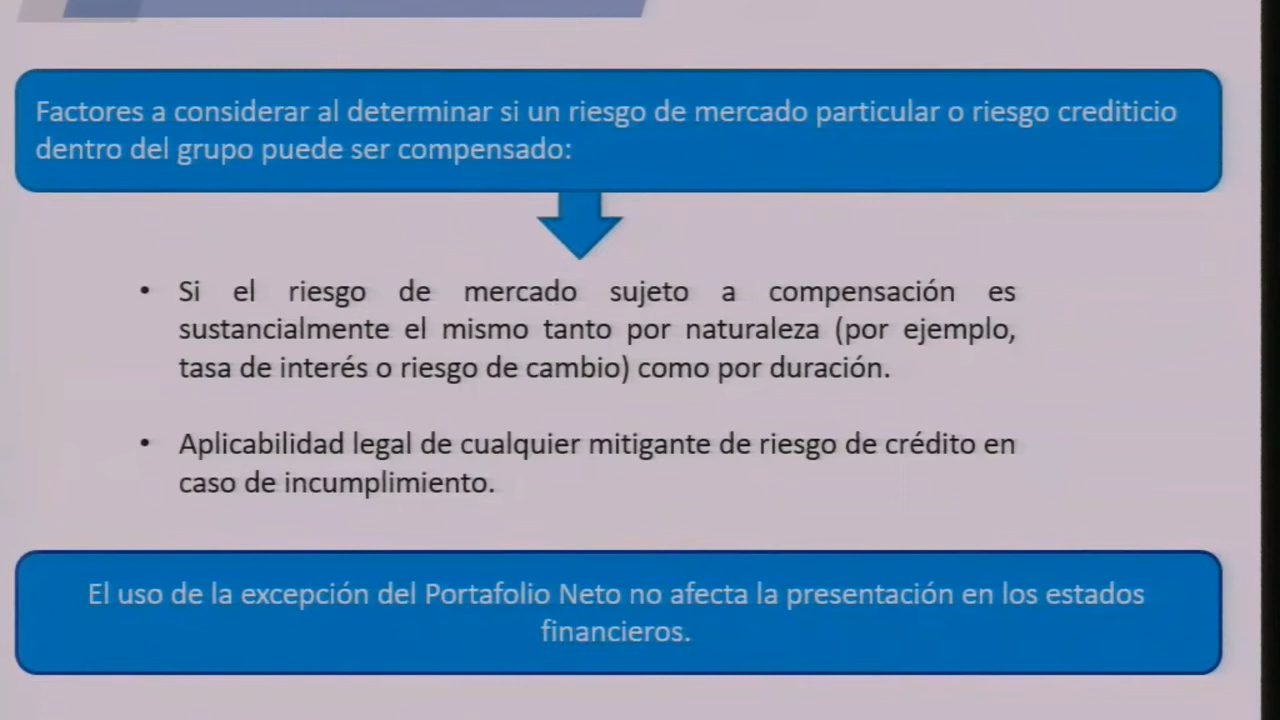 Factores a considerar al determinar si un riesgo de mercado particular o riesgo crediticio
dentro del grupo puede ser compensado:
• Si el riesgo de mercado sujeto a compensación es
sustancialmente el mismo tanto por naturaleza (por ejemplo,
tasa de interés o riesgo de cambio) como por duración.
• Aplicabilidad legal de cualquier mitigante de riesgo de crédito en
caso de incumplimiento.
El uso de la excepción del Portafolio Neto no afecta la presentación en los estados
financieros.